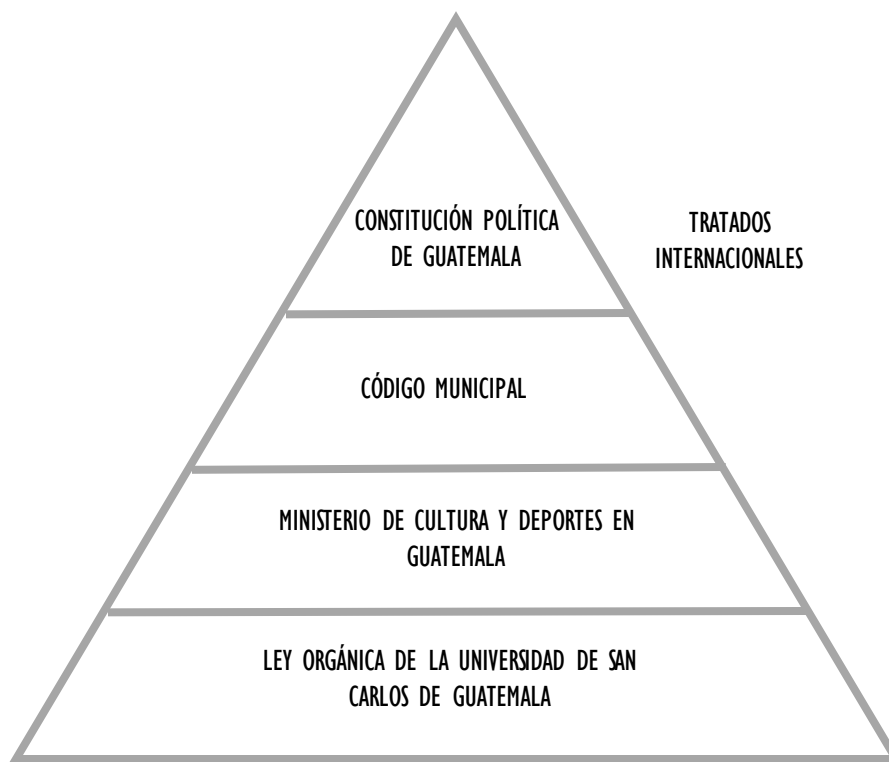 CONSTITUCIÓN POLÍTICA
DE GUATEMALA
TRATADOS
INTERNACIONALES
CÓDIGO MUNICIPAL
MINISTERIO DE CULTURA Y DEPORTES EN
GUATEMALA
LEY ORGÁNICA DE LA UNIVERSIDAD DE SAN
CARLOS DE GUATEMALA